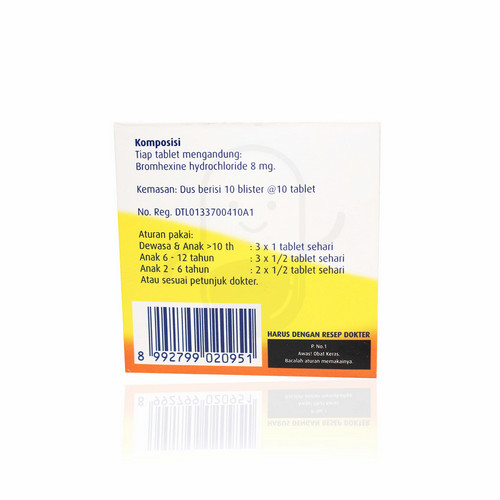 Komposisi
Tiap tablet mengandung:
Bromhexine hydrochloride 8 mg.
Kemasan: Dus berisi 10 blister @10 tablet
No. Reg. DTL0133700410A1
Aturan pakai:
Dewasa & Anak >10 th : 3 x 1 tablet sehari
Anak 6 - 12 tahun : 3 x 1/2 tablet sehari
Anak 2 - 6 tahun : 2 x 1/2 tablet sehari
Atau sesuai petunjuk dokter.
8 992799 020951
HARUS DENGAN RESEP DOKTER
P. No.1
Awas! Obat Keras.
Bacalah aturan memakainya.